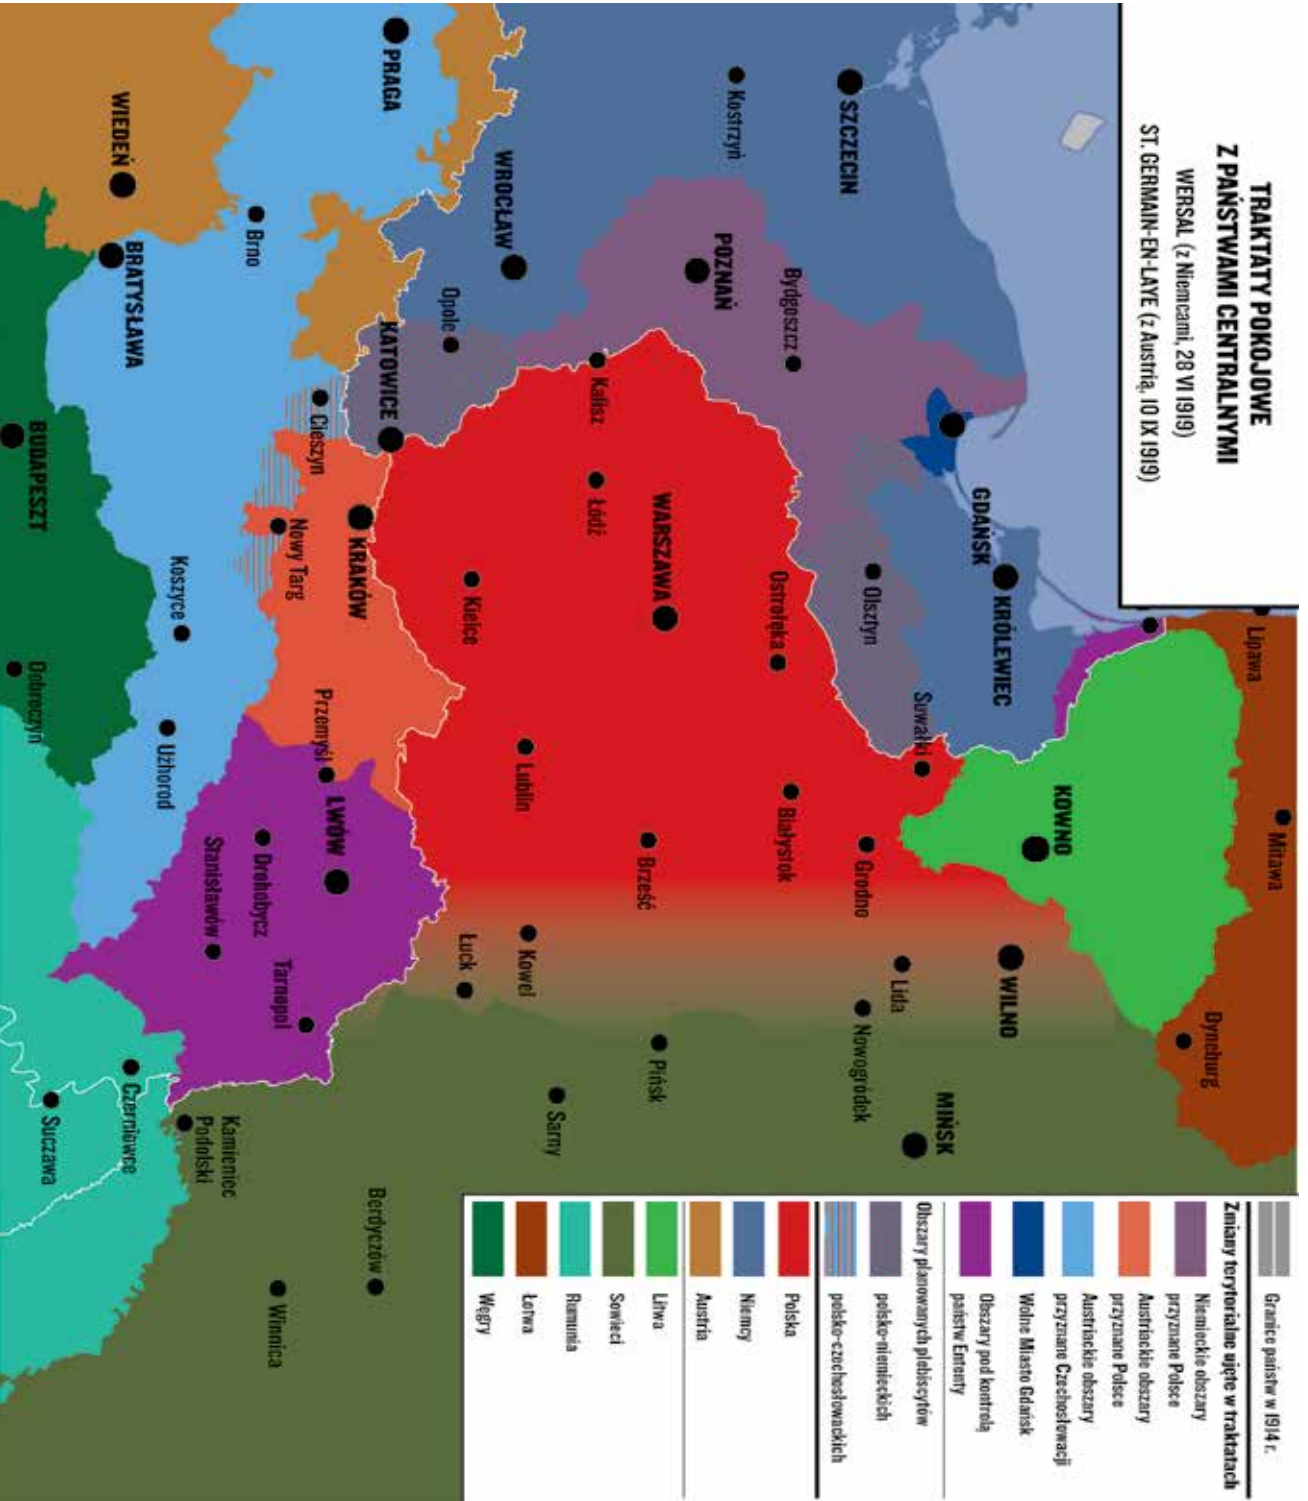 TRAKTATY POKOJOWE
Z PAŃSTWAMI CENTRALNYMI
WERSAL (z Niemcami, 28 VI 1919)
ST. GERMAIN-EN-LAYE (z Austrią, 10 IX 1919)
Lipawa
Mitawa
Dyneburg
KRÓLEWIEC
KOWNO
GDAŃSK
WILNO
SZCZECIN
Olsztyn
Suwałki
Grodno
Lida
Nowogródek
MIŃSK
Kostrzyń
Bydgoszcz
POZNAŃ
Ostrołęka
Białystok
WARSZAWA
Brześć
Pińsk
Kalisz
Łódź
WROCŁAW
Opole
Kielce
Lublin
Kowel
Łuck
Sarny
PRAGA
KATOWICE
KRAKÓW
Cieszyn
Nowy Targ
Przemyśl
LWÓW
Drohobycz
Stanisławów
Tarnopol
Berdyczów
Winnica
Kamieniec
Podolski
Brno
WIEDEŃ
BRATYSŁAWA
Koszyce
Użhorod
Czerniowce
Suczawa
BUDAPESZT
Debreczyn
Granice państw w 1914 r.
Zmiany terytorialne ujęte w traktatach
Niemieckie obszary
przyznane Polsce
Austriackie obszary
przyznane Polsce
Austriackie obszary
przyznane Czechosłowacji
Wolne Miasto Gdańsk
Obszary pod kontrolą
państw Ententy
Obszary planowanych plebiscytów
polsko-niemieckich
polsko-czechosłowackich
Polska
Niemcy
Austria
Litwa
Sowieci
Rumunia
Łotwa
Węgry